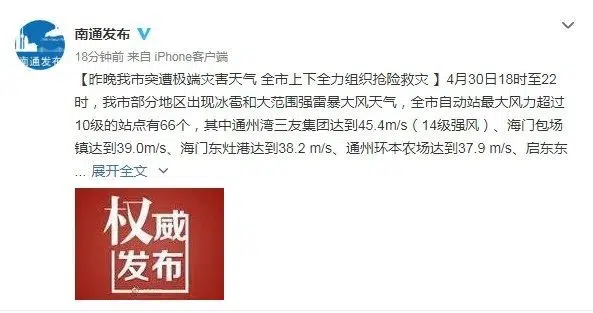 南通发布
南通发布
18分钟前 来自 iPhone客户端
【昨晚我市突遭极端灾害天气 全市上下全力组织抢险救灾 】4月30日18时至22
时，我市部分地区出现冰雹和大范围强雷暴大风天气，全市自动站最大风力超过
10级的站点有66个，其中通州湾三友集团达到45.4m/s（14级强风）、海门包场
镇达到39.0m/s、海门东灶港达到38.2 m/s、通州环本农场达到37.9 m/s、启东东
... 展开全文
权威
发布